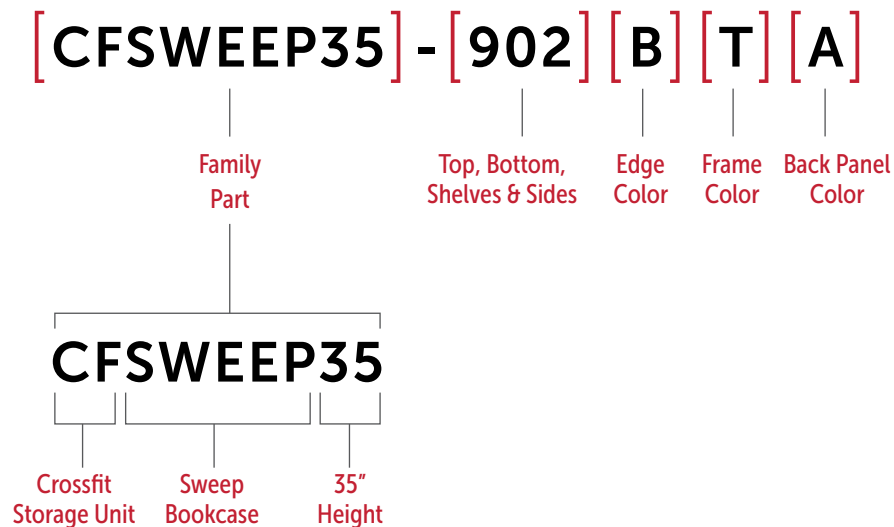 [CFSWEEP35]-[902][B][T][A]
Family Part
Top, Bottom, Shelves & Sides
Edge Color
Frame Color
Back Panel Color
CFSWEEP35
Crossfit Storage Unit
Sweep Bookcase
35" Height